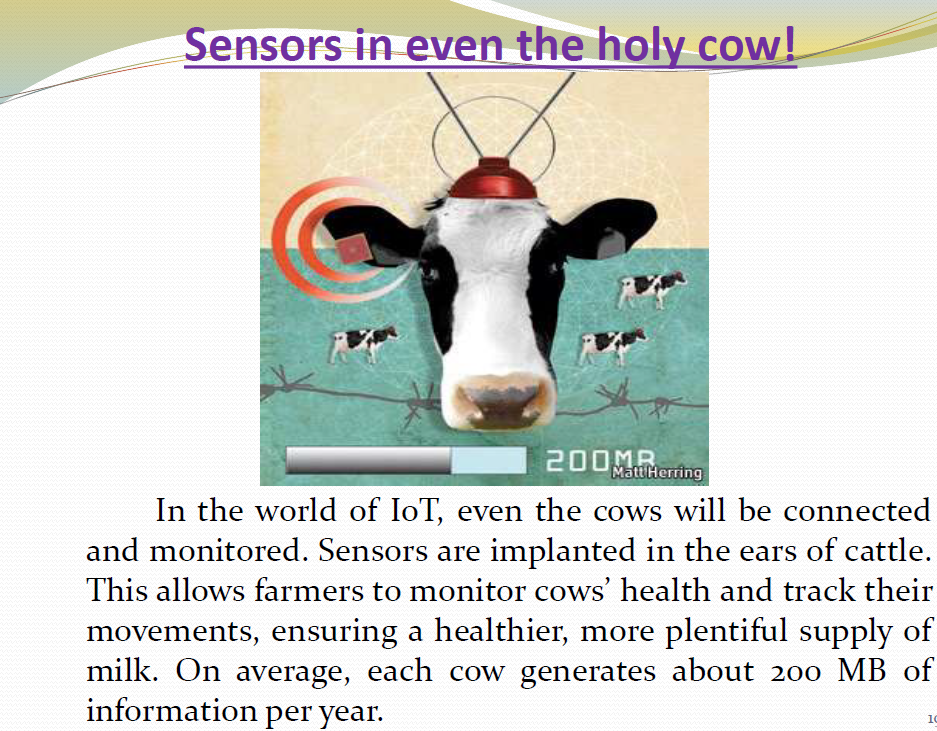 Sensors in even the holy cow!
200MB
Matt Herring
In the world of IoT, even the cows will be connected
and monitored. Sensors are implanted in the ears of cattle.
This allows farmers to monitor cows’ health and track their
movements, ensuring a healthier, more plentiful supply of
milk. On average, each cow generates about 200 MB of
information per year.